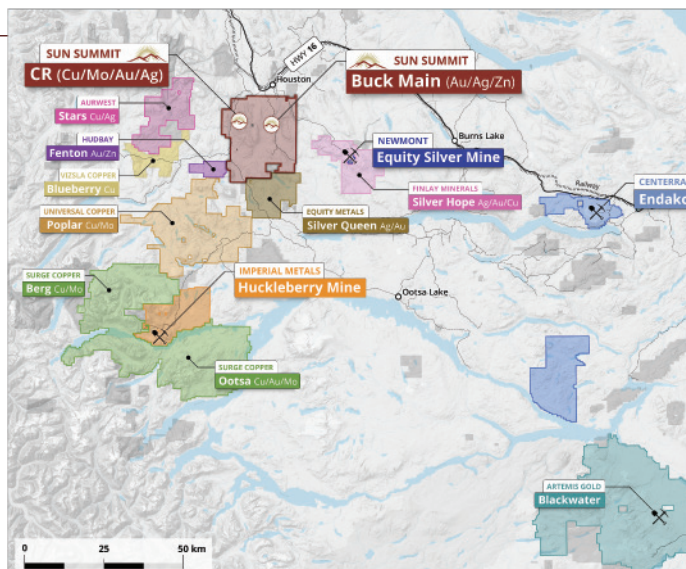 SUN SUMMIT
CR (Cu/Mo/Au/Ag)
HWY 16
Houston
SUN SUMMIT
Buck Main (Au/Ag/Zn)
AURWEST
Stars Cu/Ag
HUDBAY
Fenton Au/Zn
VIZSLA COPPER
Blueberry Cu
NEWMONT
Equity Silver Mine
Burns Lake
FINLAY MINERALS
Silver Hope Ag/Au/Cu
Railway
CENTERRA
Endako
UNIVERSAL COPPER
Poplar Cu/Mo
EQUITY METALS
Silver Queen Ag/Au
SURGE COPPER
Berg Cu/Mo
IMPERIAL METALS
Huckleberry Mine
Ootsa Lake
SURGE COPPER
Ootsa Cu/Au/Mo
ARTEMIS GOLD
Blackwater
0 25 50 km